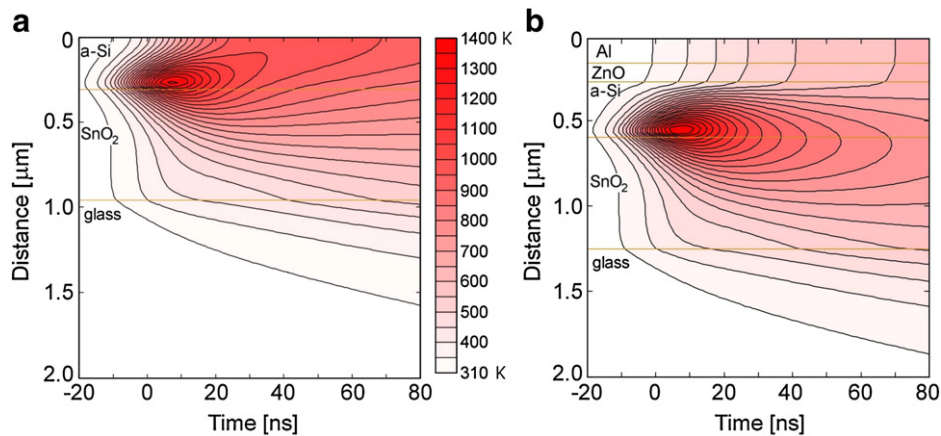 a
0
0.5
1.0
1.5
2.0
Distance [µm]
a-Si
SnO2
glass
-20
0
20
40
60
80
Time [ns]
1400 K
1300
1200
1100
1000
900
800
700
600
500
400
310 K
b
0
0.5
1.0
1.5
2.0
Distance [µm]
Al
ZnO
a-Si
SnO2
glass
-20
0
20
40
60
80
Time [ns]